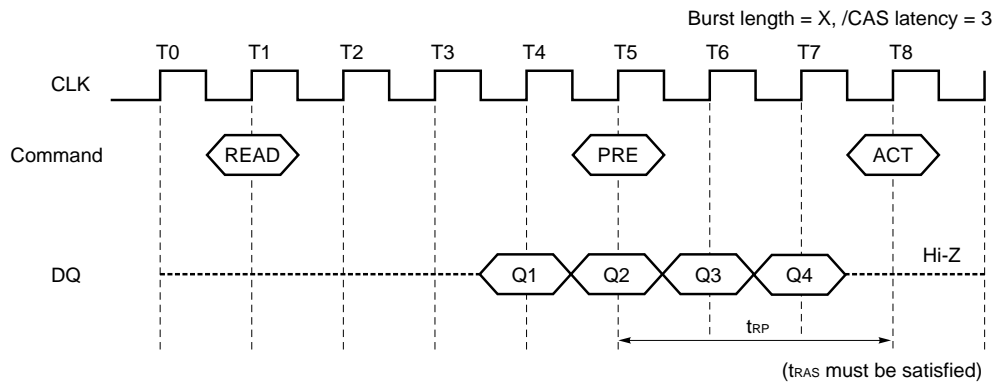 Burst length = X, /CAS latency = 3
T0 T1 T2 T3 T4 T5 T6 T7 T8
CLK
Command READ PRE ACT
Hi-Z
DQ Q1 Q2 Q3 Q4
tRP
(tRAS must be satisfied)